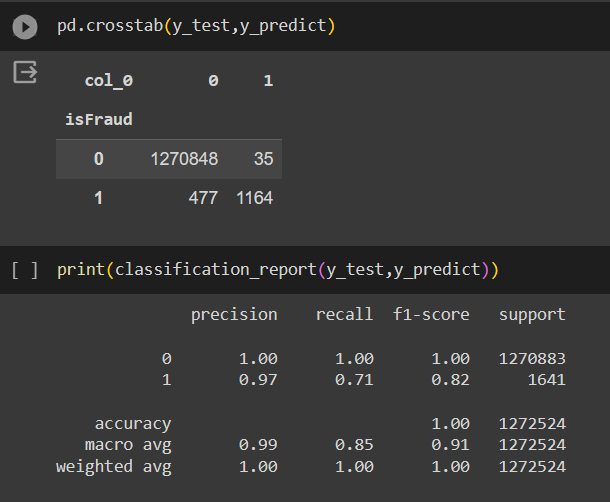 pd.crosstab(y_test,y_predict)
col_0 0 1
isFraud
0 1270848 35
1 477 1164
[ ] print(classification_report(y_test,y_predict))
precision recall f1-score support
0 1.00 1.00 1.00 1270883
1 0.97 0.71 0.82 1641
accuracy 1.00 1272524
macro avg 0.99 0.85 0.91 1272524
weighted avg 1.00 1.00 1.00 1272524